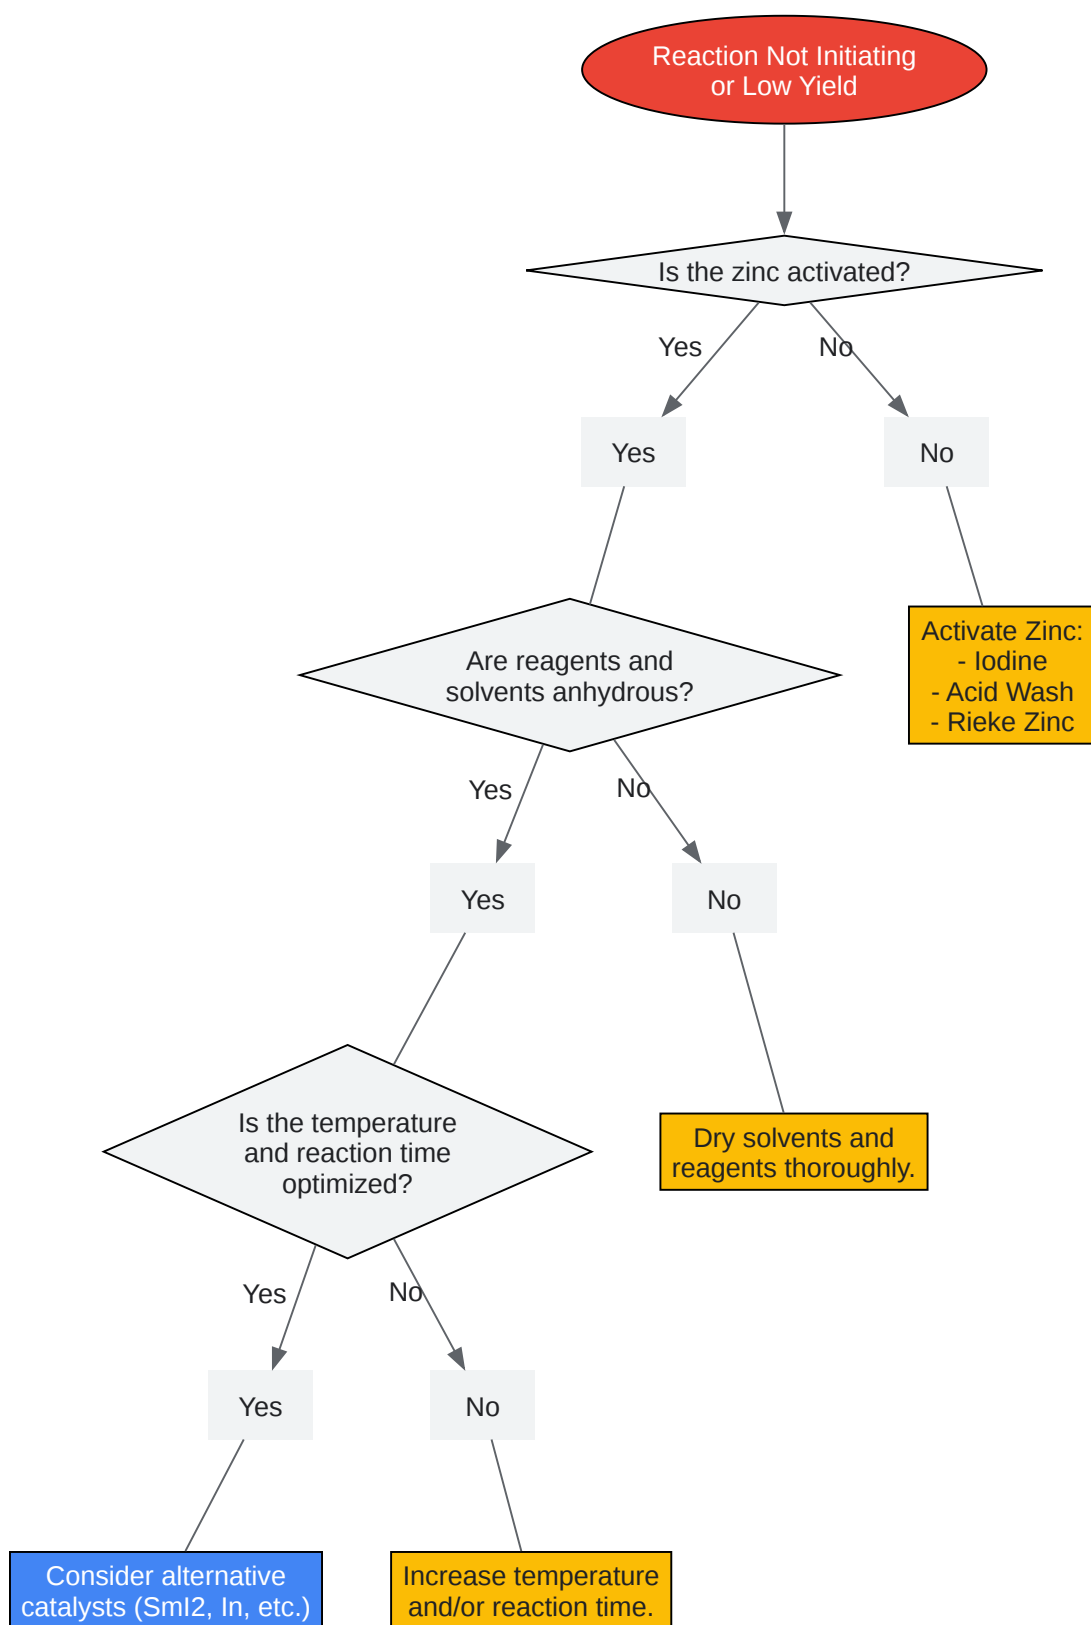 Reaction Not Initiating
or Low Yield
Is the zinc activated?
Yes
No
Yes
No
Activate Zinc:
- Iodine
- Acid Wash
- Rieke Zinc
Are reagents and
solvents anhydrous?
Yes
No
Yes
No
Dry solvents and
reagents thoroughly.
Is the temperature
and reaction time
optimized?
Yes
No
Yes
No
Consider alternative
catalysts (SmI2, In, etc.)
Increase temperature
and/or reaction time.